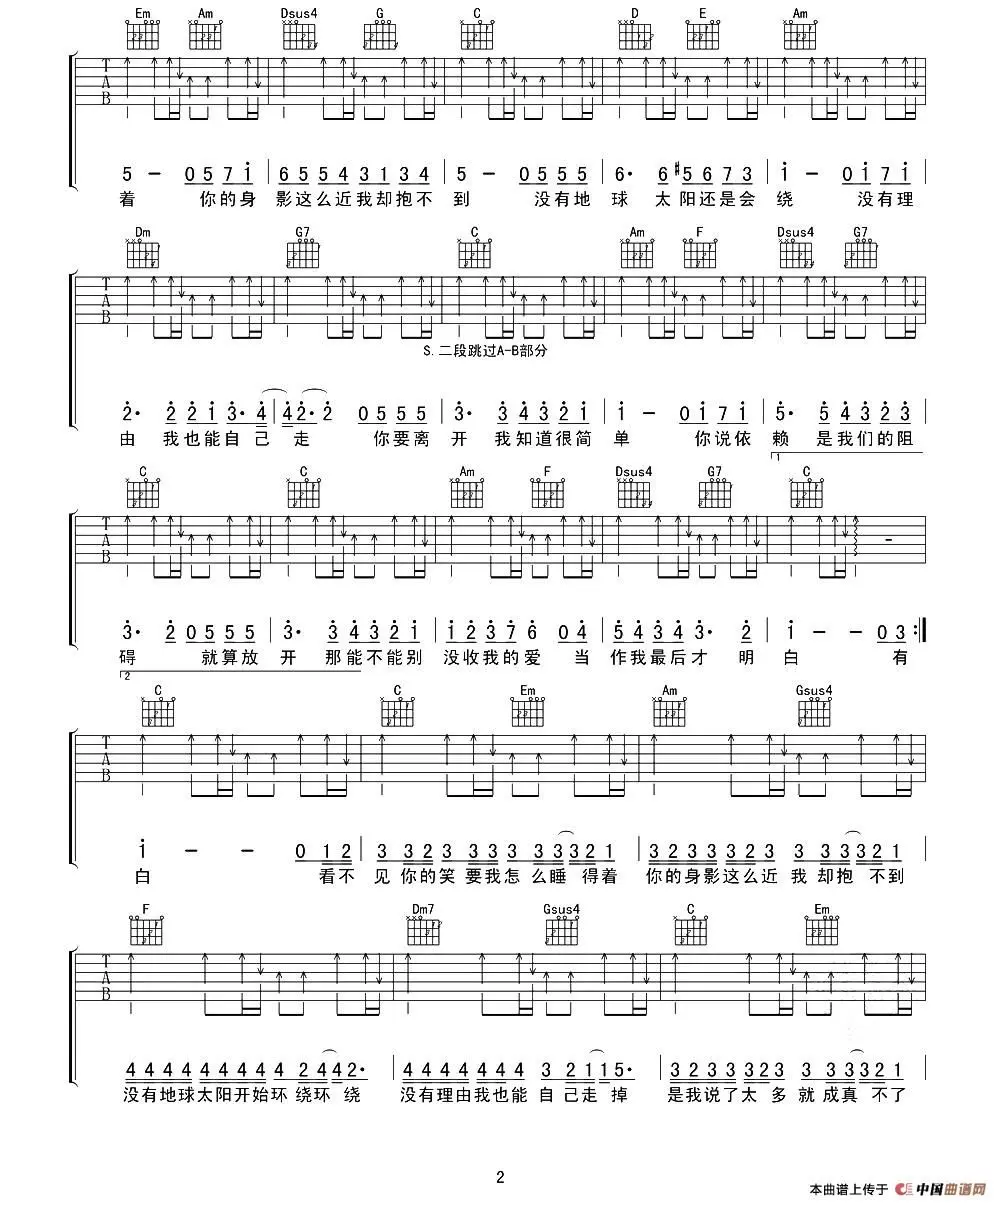 Em Am Dsus4 G C D E Am
T A B
5 - 0 5 7 1 | 6 5 5 4 3 1 3 4 | 5 - 0 5 5 5 | 6· 6 #5 6 7 3 | 1 - 0 1 7 1
着 你的身 影这么近我却抱不 到 没有地 球 太阳还是会 绕 没有理
Dm G7 C Am F Dsus4 G7
T A B
S.二段跳过A-B部分
2· 2 2 1 3· 4 | 4 2· 2 0 5 5 5 | 3· 3 4 3 2 1 | 1 - 0 1 7 1 | 5· 5 4 3 2 3
由 我也能自己 走 你要离 开 我知道很简 单 你说依 赖 是我们的阻
1
C C Am F Dsus4 G7 C
T A B
-
3· 2 0 5 5 5 | 3· 3 4 3 2 1 | 1 2 3 7 6 0 4 | 5 4 3 4 3· 2 | 1 - - 0 3 :|
碍 就算放 开 那能不能别 没收我的爱 当 作我最后才 明 白 有
2
C C Em Am Gsus4
T A B
1 - - 0 1 2 | 3 3 2 3 3 3 3 3 3 2 1 | 3 2 3 3 3 2 3 3 3 3 3 2 1
白 看不 见你的笑 要我怎么睡 得着 你的身影这么近 我却抱 不到
F Dm7 Gsus4 C Em
T A B
4 4 4 4 4 4 4 4 4 2 4 4 2· | 4 4 4 4 4 4 4 3 2 1 1 5· | 3 2 3 3 3 2 3 3 3 3 3 2 1
没有地球太阳开始环 绕环 绕 没有理由我也能 自己走 掉 是我说了太 多 就成真 不了
2
本曲谱上传于 中国曲谱网